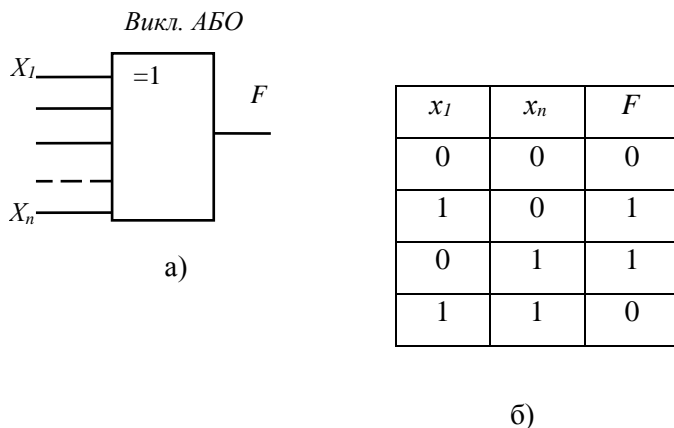 Викл. АБО
X1
=1
F
Xn
а)
x1 xn F
0 0 0
1 0 1
0 1 1
1 1 0
б)